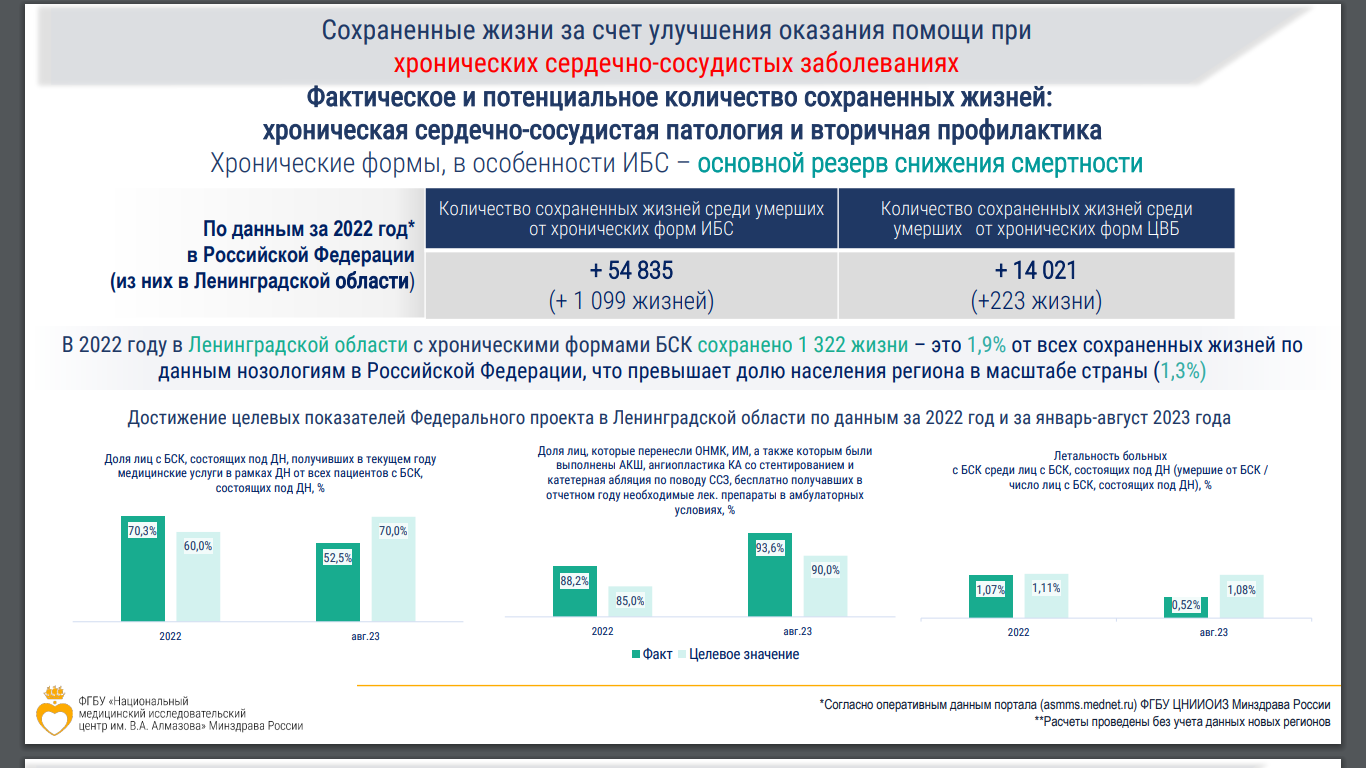 Сохраненные жизни за счет улучшения оказания помощи при
хронических сердечно-сосудистых заболеваниях
Фактическое и потенциальное количество сохраненных жизней:
хроническая сердечно-сосудистая патология и вторичная профилактика
Хронические формы, в особенности ИБС – основной резерв снижения смертности
По данным за 2022 год*
в Российской Федерации
(из них в Ленинградской области)
Количество сохраненных жизней среди умерших
от хронических форм ИБС
Количество сохраненных жизней среди
умерших от хронических форм ЦВБ
+ 54 835
(+ 1 099 жизней)
+ 14 021
(+223 жизни)
В 2022 году в Ленинградской области с хроническими формами БСК сохранено 1 322 жизни – это 1,9% от всех сохраненных жизней по
данным нозологиям в Российской Федерации, что превышает долю населения региона в масштабе страны (1,3%)
Достижение целевых показателей Федерального проекта в Ленинградской области по данным за 2022 год и за январь-август 2023 года
Доля лиц с БСК, состоящих под ДН, получивших в текущем году
медицинские услуги в рамках ДН от всех пациентов с БСК,
состоящих под ДН, %
70,3%
60,0%
52,5%
70,0%
2022
авг.23
Доля лиц, которые перенесли ОНМК, ИМ, а также которым были
выполнены АКШ, ангиопластика КА со стентированием и
катетерная абляция по поводу ССЗ, бесплатно получавших в
отчетном году необходимые лек. препараты в амбулаторных
условиях, %
88,2%
85,0%
93,6%
90,0%
2022
авг.23
Летальность больных
с БСК среди лиц с БСК, состоящих под ДН (умершие от БСК /
число лиц с БСК, состоящих под ДН), %
1,07%
1,11%
0,52%
1,08%
2022
авг.23
Факт
Целевое значение
ФГБУ «Национальный
медицинский исследовательский
центр им. В.А. Алмазова» Минздрава России
*Согласно оперативным данным портала (asmms.mednet.ru) ФГБУ ЦНИИОИЗ Минздрава России
**Расчеты проведены без учета данных новых регионов